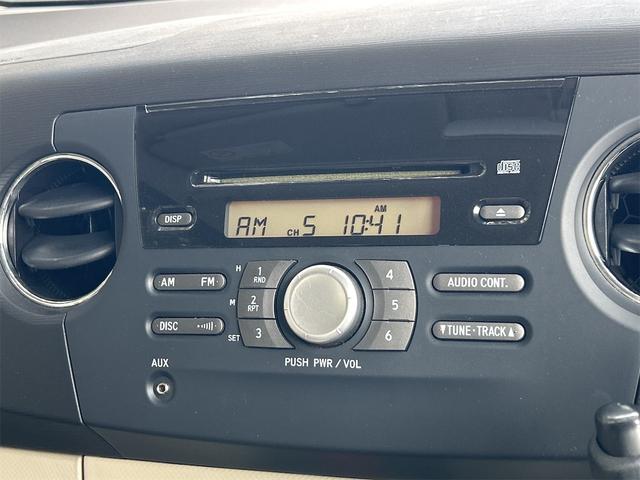 DISP
AM CH 5 AM 10:41
AM FM
DISC
H 1 RND
M 2 RPT
SET 3
4
5
6
AUDIO CONT.
▼TUNE·TRACK▲
PUSH PWR/VOL
AUX